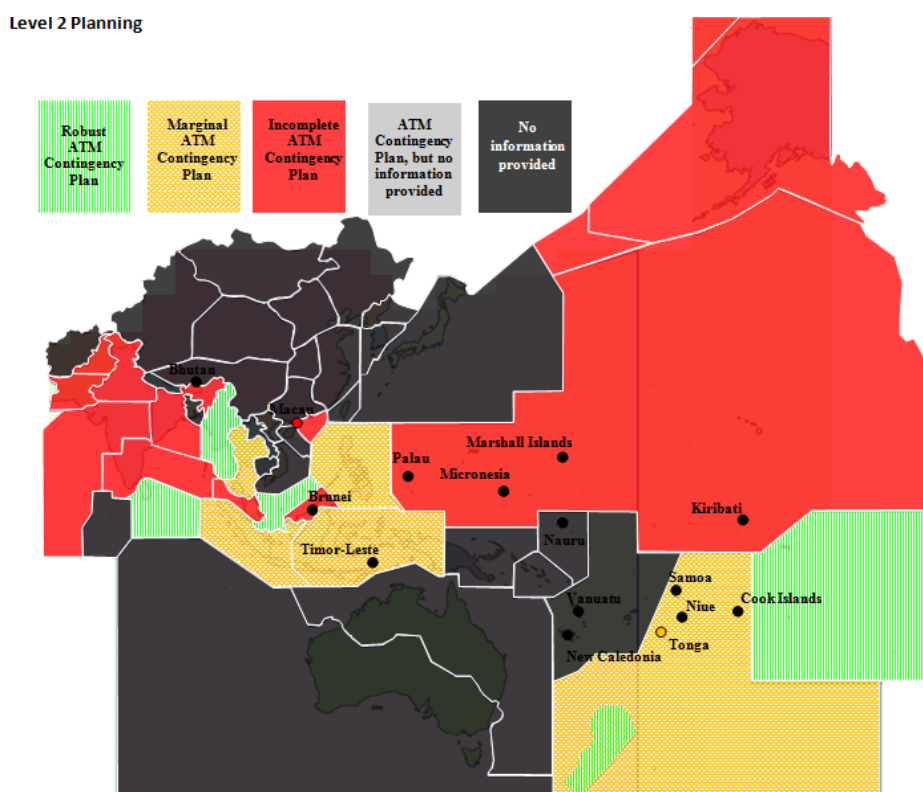 Level 2 Planning
Robust
ATM
Contingency
Plan
Marginal
ATM
Contingency
Plan
Incomplete
ATM
Contingency
Plan
ATM
Contingency
Plan, but no
information
provided
No
information
provided
Bhutan
Macau
Marshall Islands
Palau
Micronesia
Brunei
Kiribati
Nauru
Timor-Leste
Samoa
Vanuatu
Niue
Cook Islands
Tonga
New Caledonia